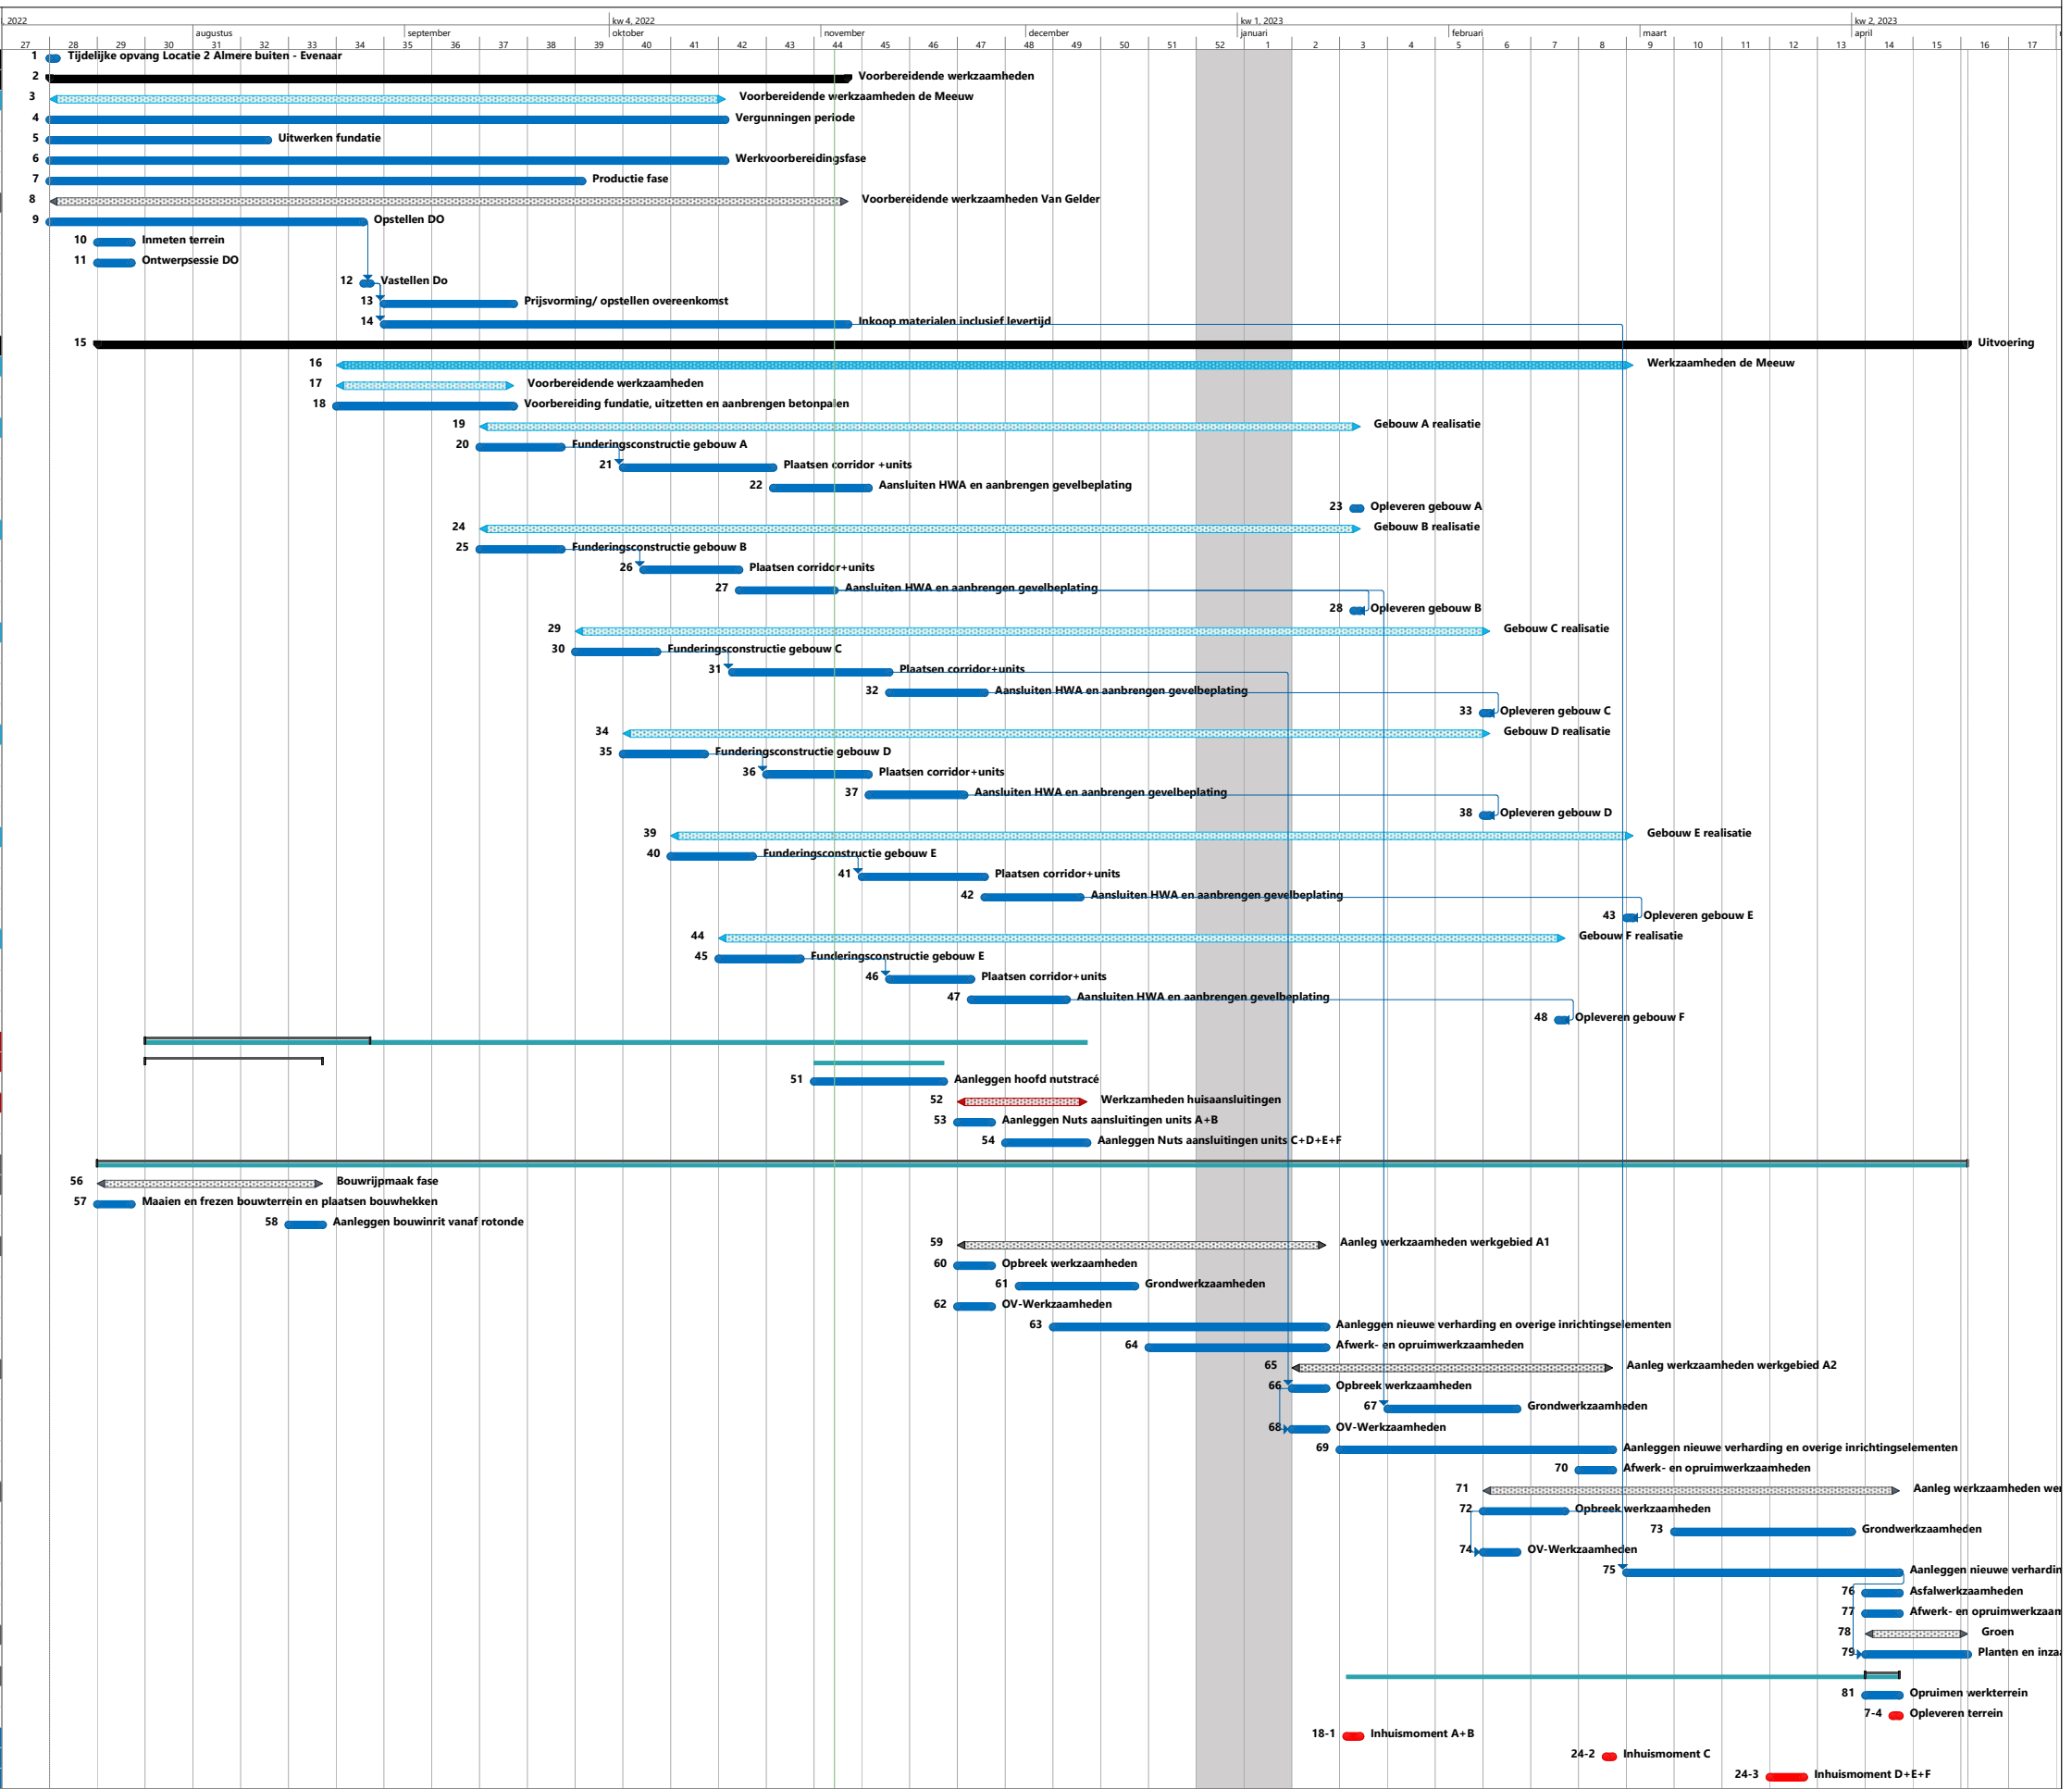 , 2022 kw 4, 2022 kw 1, 2023 kw 2, 2023
augustus september oktober november december januari februari maart april
27 28 29 30 31 32 33 34 35 36 37 38 39 40 41 42 43 44 45 46 47 48 49 50 51 52 1 2 3 4 5 6 7 8 9 10 11 12 13 14 15 16 17
1 Tijdelijke opvang Locatie 2 Almere buiten - Evenaar
2 Voorbereidende werkzaamheden
3 Voorbereidende werkzaamheden de Meeuw
4 Vergunningen periode
5 Uitwerken fundatie
6 Werkvoorbereidingsfase
7 Productie fase
8 Voorbereidende werkzaamheden Van Gelder
9 Opstellen DO
10 Inmeten terrein
11 Ontwerpsessie DO
12 Vastellen Do
13 Prijsvorming/ opstellen overeenkomst
14 Inkoop materialen inclusief levertijd
15 Uitvoering
16 Werkzaamheden de Meeuw
17 Voorbereidende werkzaamheden
18 Voorbereiding fundatie, uitzetten en aanbrengen betonpalen
19 Gebouw A realisatie
20 Funderingsconstructie gebouw A
21 Plaatsen corridor +units
22 Aansluiten HWA en aanbrengen gevelbeplating
23 Opleveren gebouw A
24 Gebouw B realisatie
25 Funderingsconstructie gebouw B
26 Plaatsen corridor+units
27 Aansluiten HWA en aanbrengen gevelbeplating
28 Opleveren gebouw B
29 Gebouw C realisatie
30 Funderingsconstructie gebouw C
31 Plaatsen corridor+units
32 Aansluiten HWA en aanbrengen gevelbeplating
33 Opleveren gebouw C
34 Gebouw D realisatie
35 Funderingsconstructie gebouw D
36 Plaatsen corridor+units
37 Aansluiten HWA en aanbrengen gevelbeplating
38 Opleveren gebouw D
39 Gebouw E realisatie
40 Funderingsconstructie gebouw E
41 Plaatsen corridor+units
42 Aansluiten HWA en aanbrengen gevelbeplating
43 Opleveren gebouw E
44 Gebouw F realisatie
45 Funderingsconstructie gebouw E
46 Plaatsen corridor+units
47 Aansluiten HWA en aanbrengen gevelbeplating
48 Opleveren gebouw F
51 Aanleggen hoofd nutstracé
52 Werkzamheden huisaansluitingen
53 Aanleggen Nuts aansluitingen units A+B
54 Aanleggen Nuts aansluitingen units C+D+E+F
56 Bouwrijpmaak fase
57 Maaien en frezen bouwterrein en plaatsen bouwhekken
58 Aanleggen bouwinrit vanaf rotonde
59 Aanleg werkzaamheden werkgebied A1
60 Opbreek werkzaamheden
61 Grondwerkzaamheden
62 OV-Werkzaamheden
63 Aanleggen nieuwe verharding en overige inrichtingselementen
64 Afwerk- en opruimwerkzaamheden
65 Aanleg werkzaamheden werkgebied A2
66 Opbreek werkzaamheden
67 Grondwerkzaamheden
68 OV-Werkzaamheden
69 Aanleggen nieuwe verharding en overige inrichtingselementen
70 Afwerk- en opruimwerkzaamheden
71 Aanleg werkzaamheden wer
72 Opbreek werkzaamheden
73 Grondwerkzaamheden
74 OV-Werkzaamheden
75 Aanleggen nieuwe verhardin
76 Asfalwerkzaamheden
77 Afwerk- en opruimwerkzaam
78 Groen
79 Planten en inzaa
81 Opruimen werkterrein
7-4 Opleveren terrein
18-1 Inhuismoment A+B
24-2 Inhuismoment C
24-3 Inhuismoment D+E+F